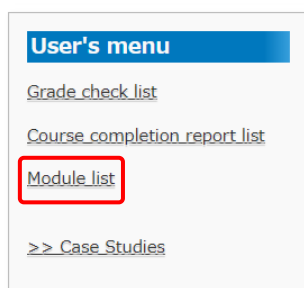 User's menu
Grade check list
Course completion report list
Module list
>> Case Studies